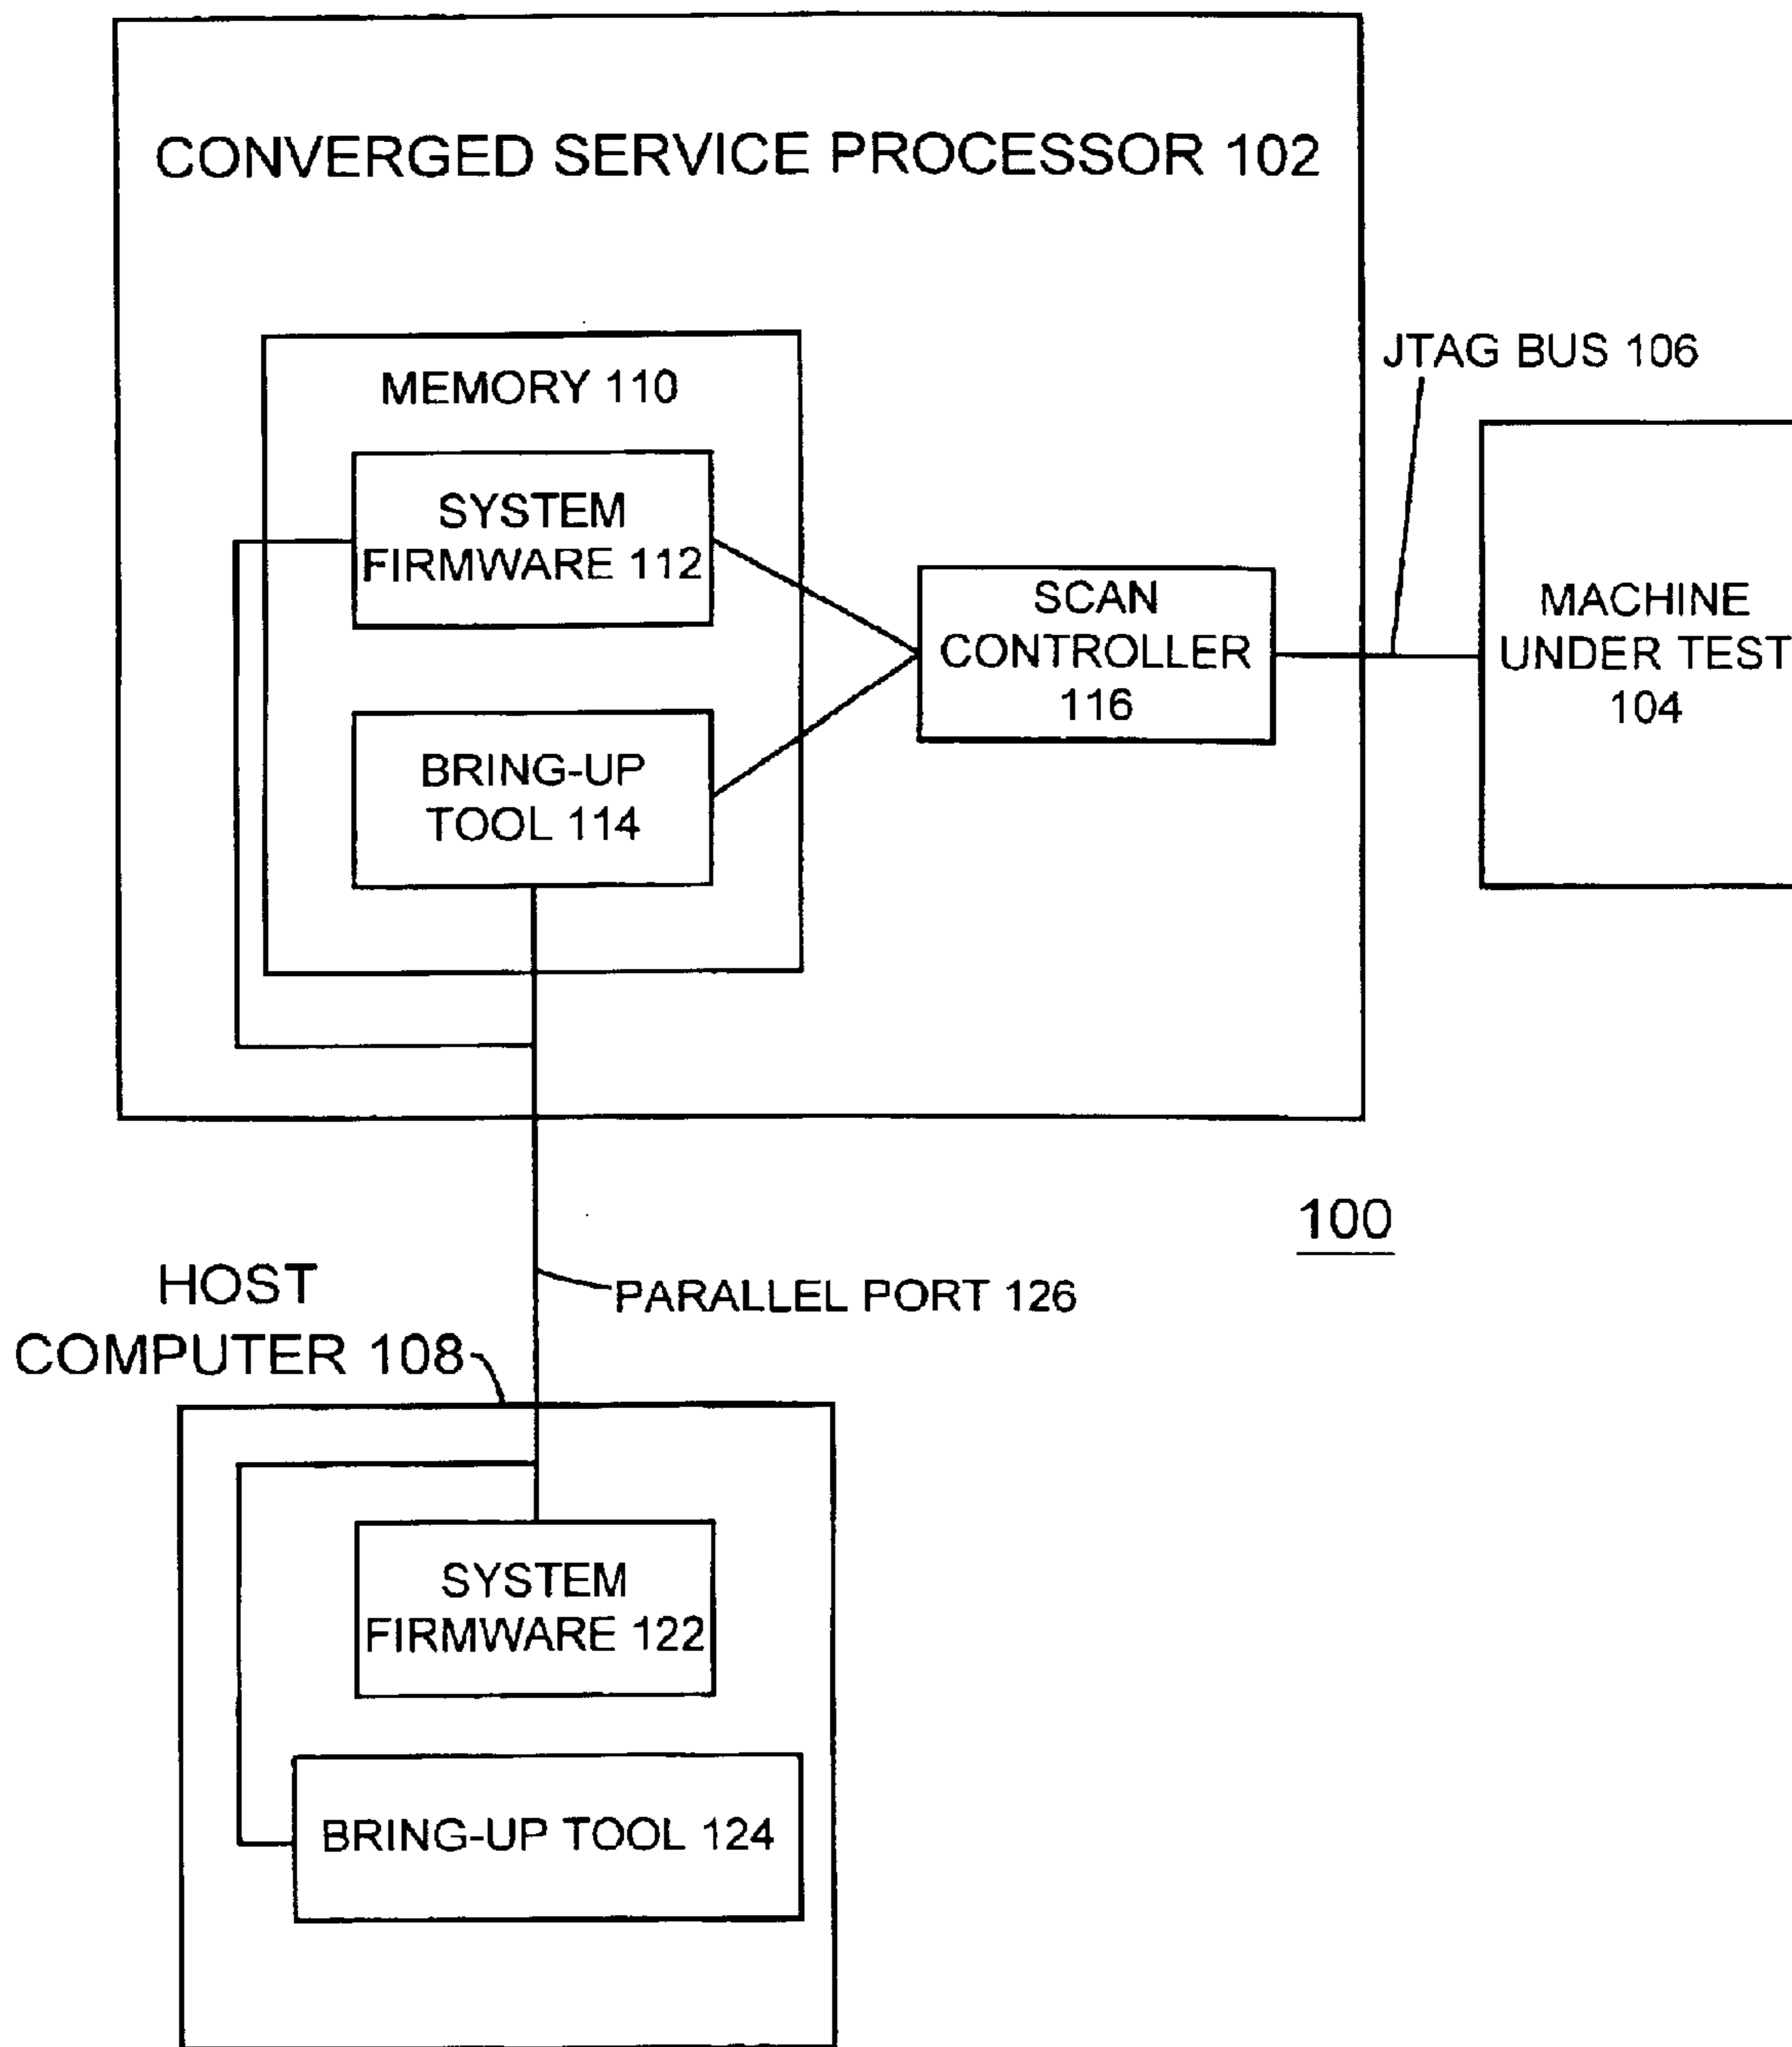 CONVERGED SERVICE PROCESSOR 102
MEMORY 110
SYSTEM
FIRMWARE 112
BRING-UP
TOOL 114
SCAN
CONTROLLER
116
JTAG BUS 106
MACHINE
UNDER TEST
104
100
PARALLEL PORT 126
HOST
COMPUTER 108
SYSTEM
FIRMWARE 122
BRING-UP TOOL 124